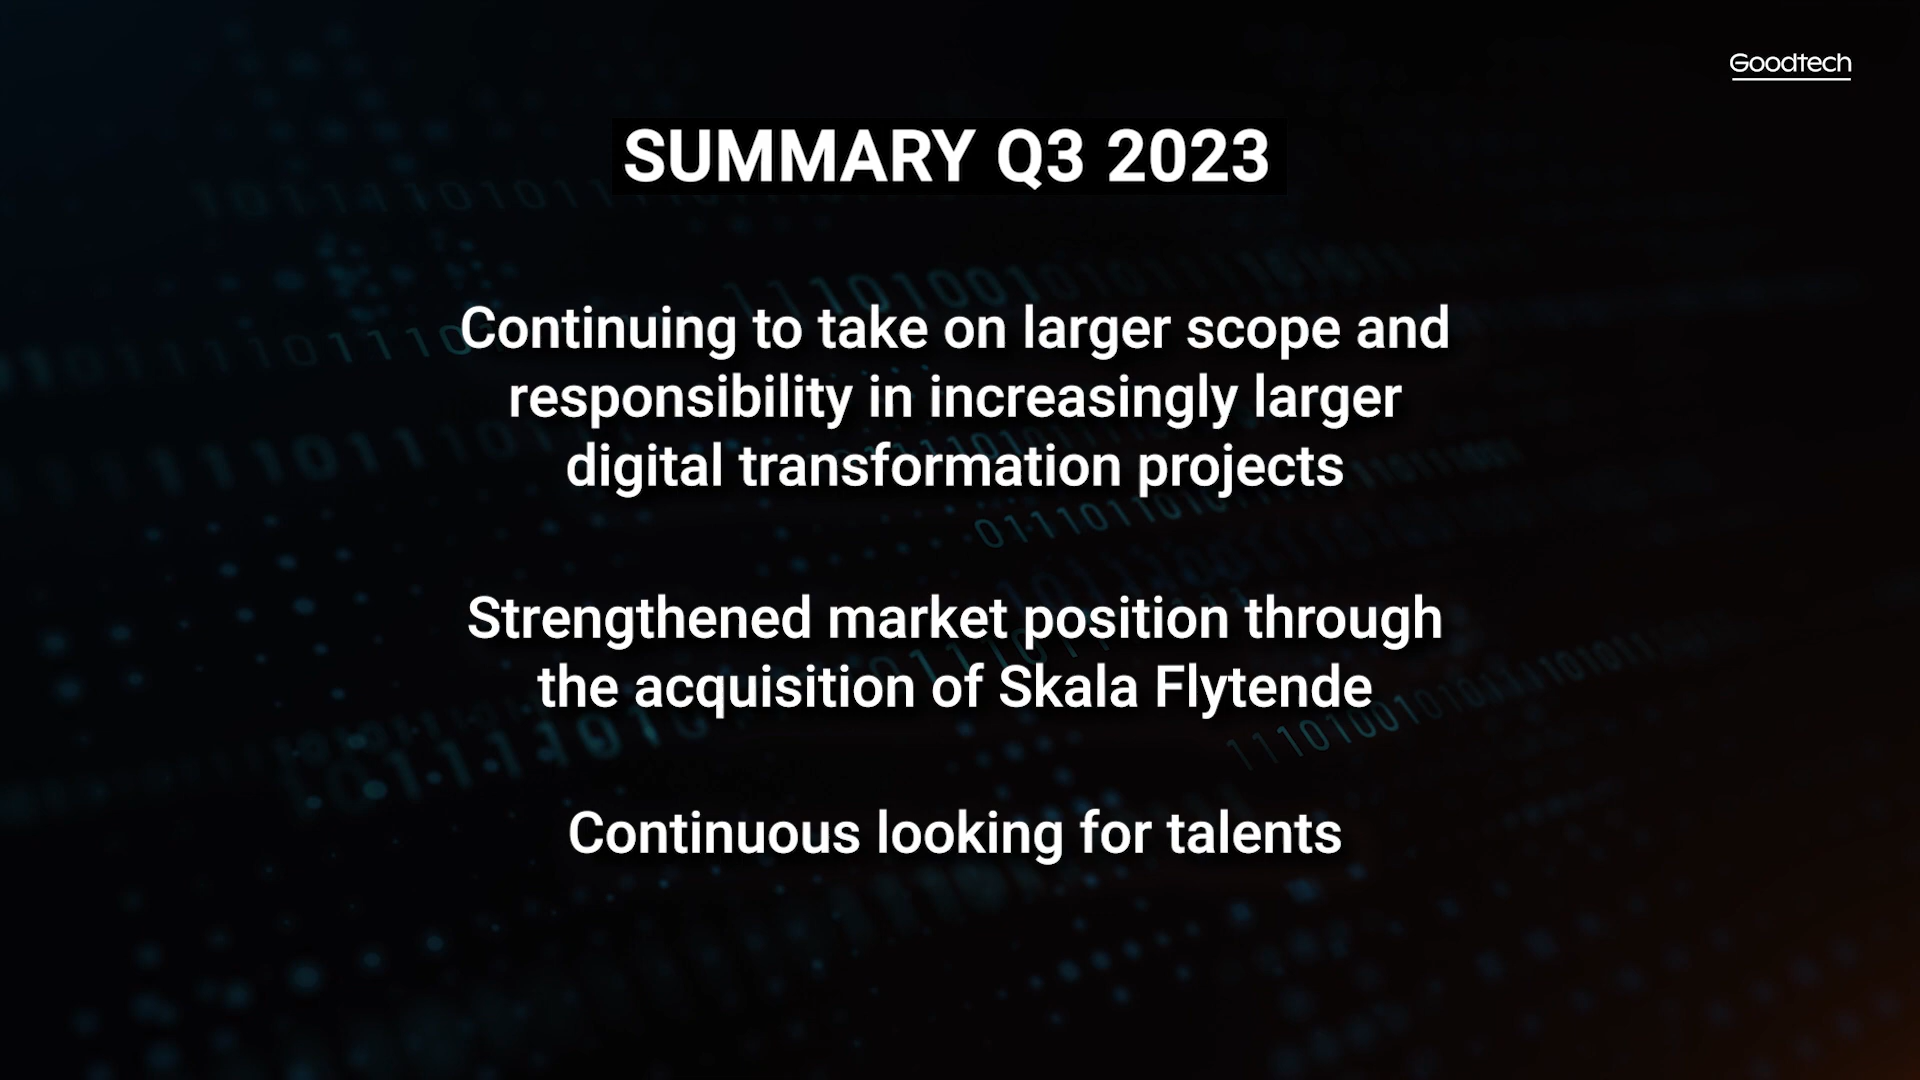 Goodtech
SUMMARY Q3 2023
Continuing to take on larger scope and
responsibility in increasingly larger
digital transformation projects
Strengthened market position through
the acquisition of Skala Flytende
Continuous looking for talents